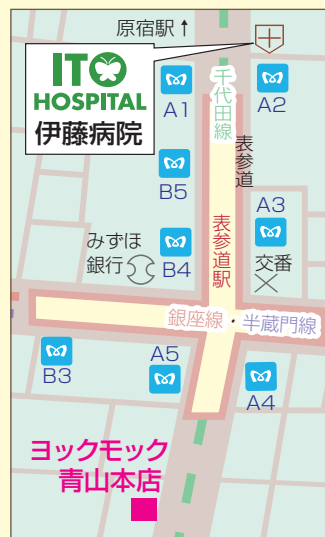 原宿駅↑
ITO
HOSPITAL
伊藤病院
千代田線
A1
A2
表参道
B5
A3
表参道駅
みずほ
銀行
B4
交番
銀座線・半蔵門線
B3
A5
A4
ヨックモック
青山本店